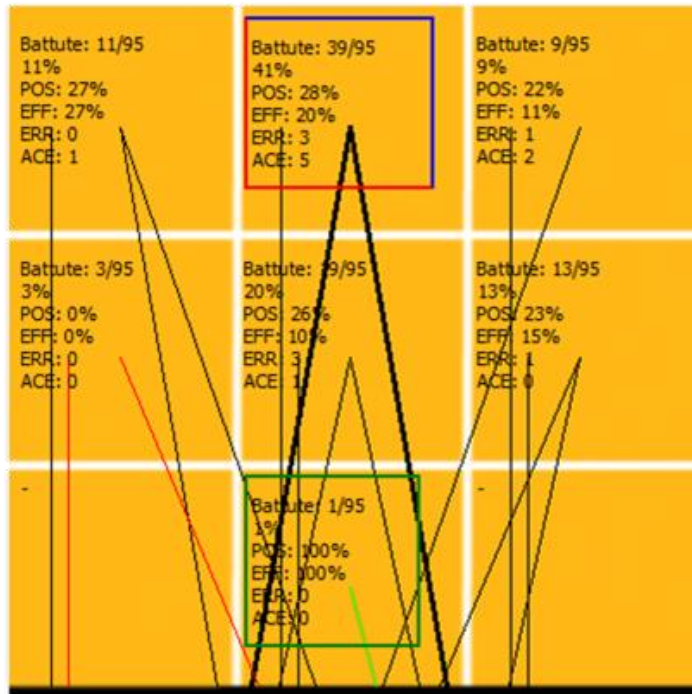 Battute: 11/95
11%
POS: 27%
EFF: 27%
ERR: 0
ACE: 1
Battute: 39/95
41%
POS: 28%
EFF: 20%
ERR: 3
ACE: 5
Battute: 9/95
9%
POS: 22%
EFF: 11%
ERR: 1
ACE: 2
Battute: 3/95
3%
POS: 0%
EFF: 0%
ERR: 0
ACE: 0
Battute: 19/95
20%
POS: 26%
EFF: 10%
ERR: 3
ACE: 1
Battute: 13/95
13%
POS: 23%
EFF: 15%
ERR: 1
ACE: 0
-
Battute: 1/95
1%
POS: 100%
EFF: 100%
ERR: 0
ACE: 0
-